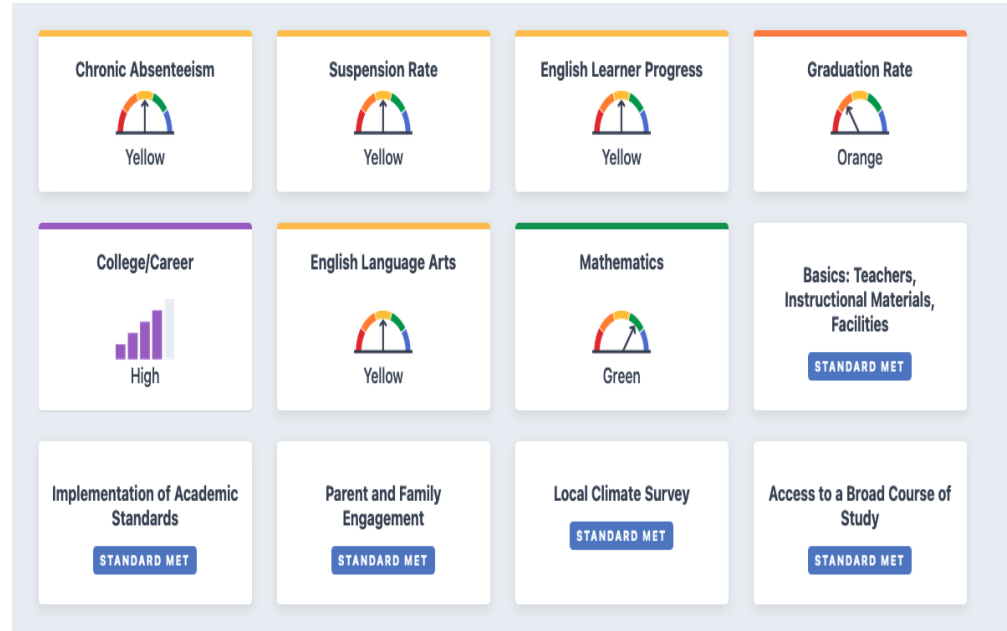 Chronic Absenteeism
Yellow
Suspension Rate
Yellow
English Learner Progress
Yellow
Graduation Rate
Orange
College/Career
High
English Language Arts
Yellow
Mathematics
Green
Basics: Teachers,
Instructional Materials,
Facilities
STANDARD MET
Implementation of Academic
Standards
STANDARD MET
Parent and Family
Engagement
STANDARD MET
Local Climate Survey
STANDARD MET
Access to a Broad Course of
Study
STANDARD MET